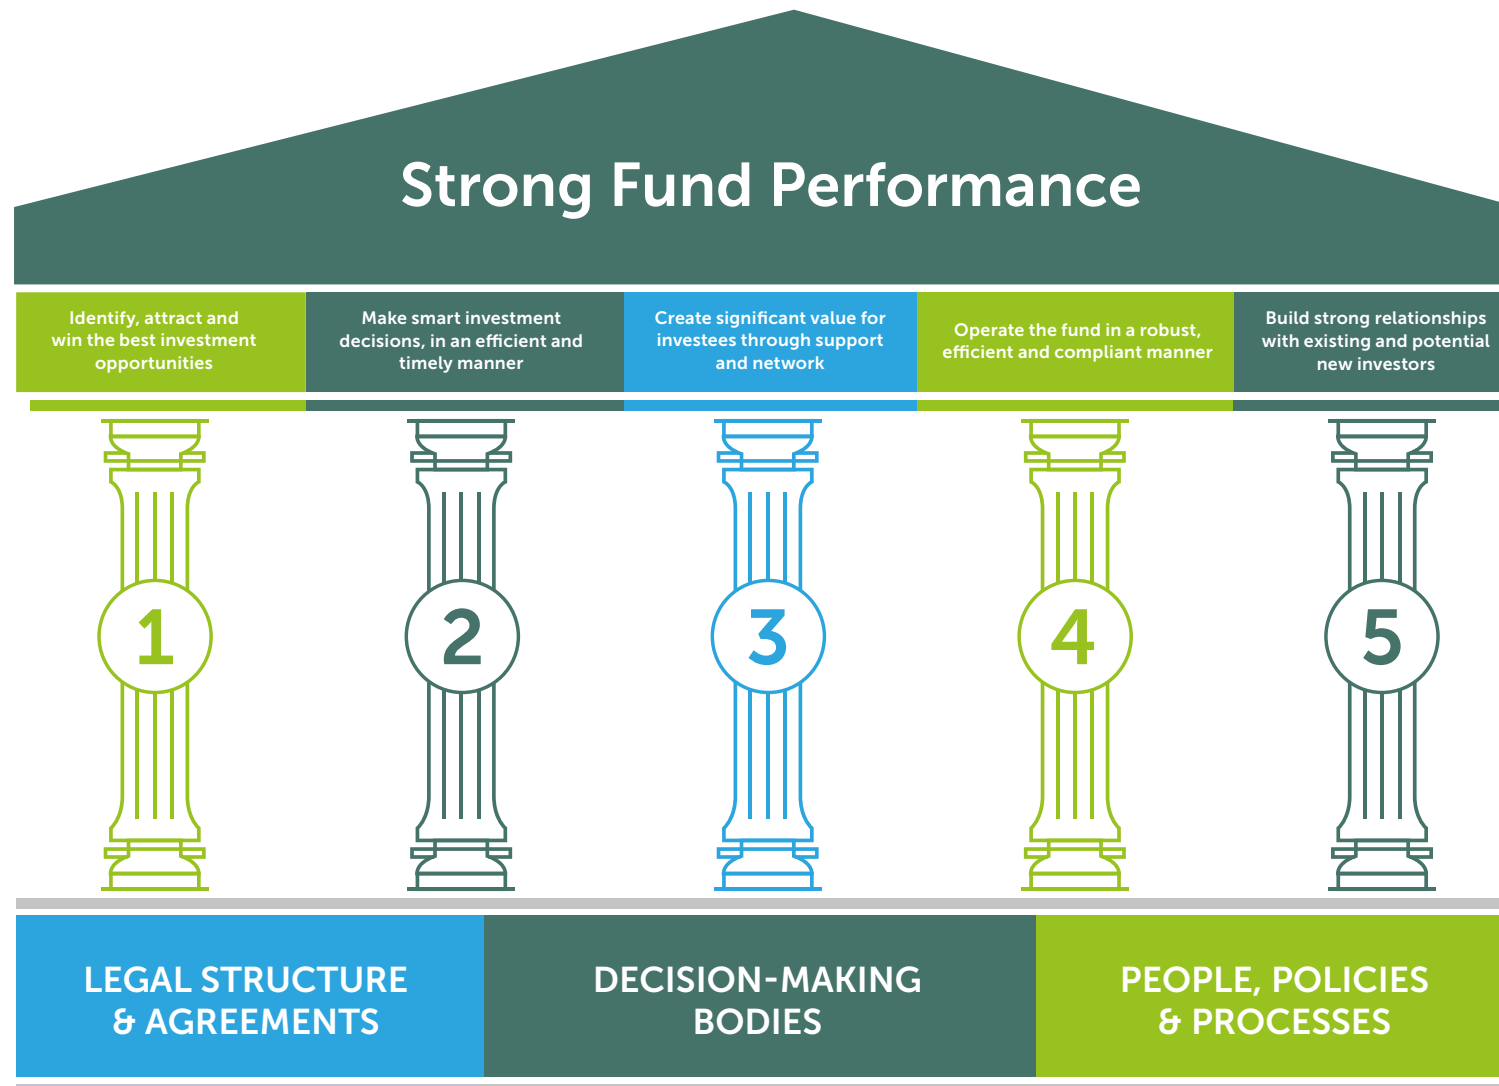 Strong Fund Performance
Identify, attract and
win the best investment
opportunities
Make smart investment
decisions, in an efficient and
timely manner
Create significant value for
investees through support
and network
Operate the fund in a robust,
efficient and compliant manner
Build strong relationships
with existing and potential
new investors
1
2
3
4
5
LEGAL STRUCTURE
& AGREEMENTS
DECISION-MAKING
BODIES
PEOPLE, POLICIES
& PROCESSES